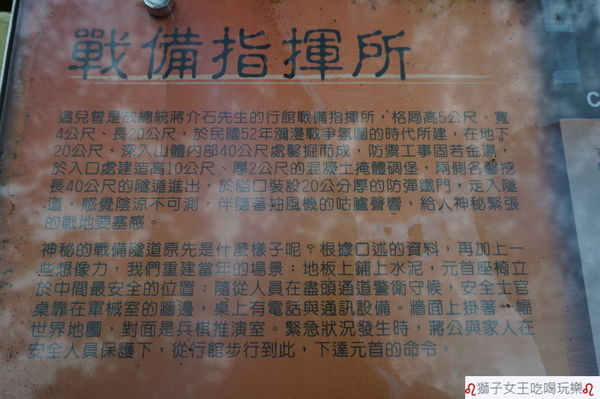 戰備指揮所
這兒曾是故總統蔣介石先生的行館戰備指揮所，格局高5公尺、寬
4公尺、長20公尺，於民國52年瀰漫戰爭氛圍的時代所建，在地下
20公尺，深入山體內部40公尺處鑿掘而成，防禦工事固若金湯，
於入口處建造高10公尺、厚2公尺的混凝土掩體碉堡，兩側各鑿挖
長40公尺的隧道進出，於隘口裝設20公分厚的防彈鐵門，走入隧
道，感覺陰涼不可測，伴隨著抽風機的咕臚聲響，給人神秘緊張
的戰地要塞感。
神秘的戰備隧道原先是什麼樣子呢？根據口述的資料，再加上一
些想像力，我們重建當年的場景：地板上鋪上水泥，元首座椅立
於中間最安全的位置；隨從人員在盡頭通道警衛守候，安全士官
桌靠在軍械室的牆邊，桌上有電話與通訊設備。牆面上掛著一幅
世界地圖，對面是兵棋推演室。緊急狀況發生時，蔣公與家人在
安全人員保護下，從行館步行到此，下達元首的命令。
C
獅子女王吃喝玩樂